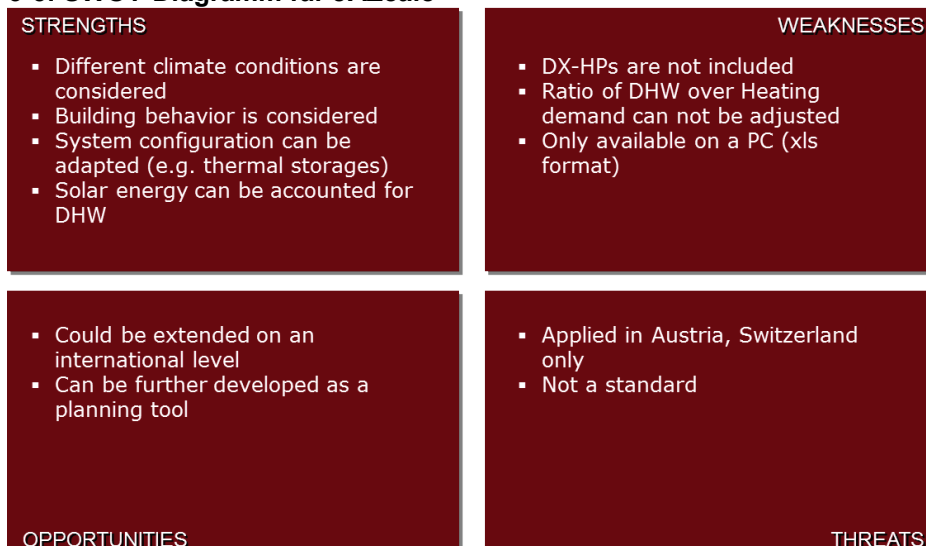 STRENGTHS
▪ Different climate conditions are
considered
▪ Building behavior is considered
▪ System configuration can be
adapted (e.g. thermal storages)
▪ Solar energy can be accounted for
DHW
WEAKNESSES
▪ DX-HPs are not included
▪ Ratio of DHW over Heating
demand can not be adjusted
▪ Only available on a PC (xls
format)
▪ Could be extended on an
international level
▪ Can be further developed as a
planning tool
OPPORTUNITIES
▪ Applied in Austria, Switzerland
only
▪ Not a standard
THREATS